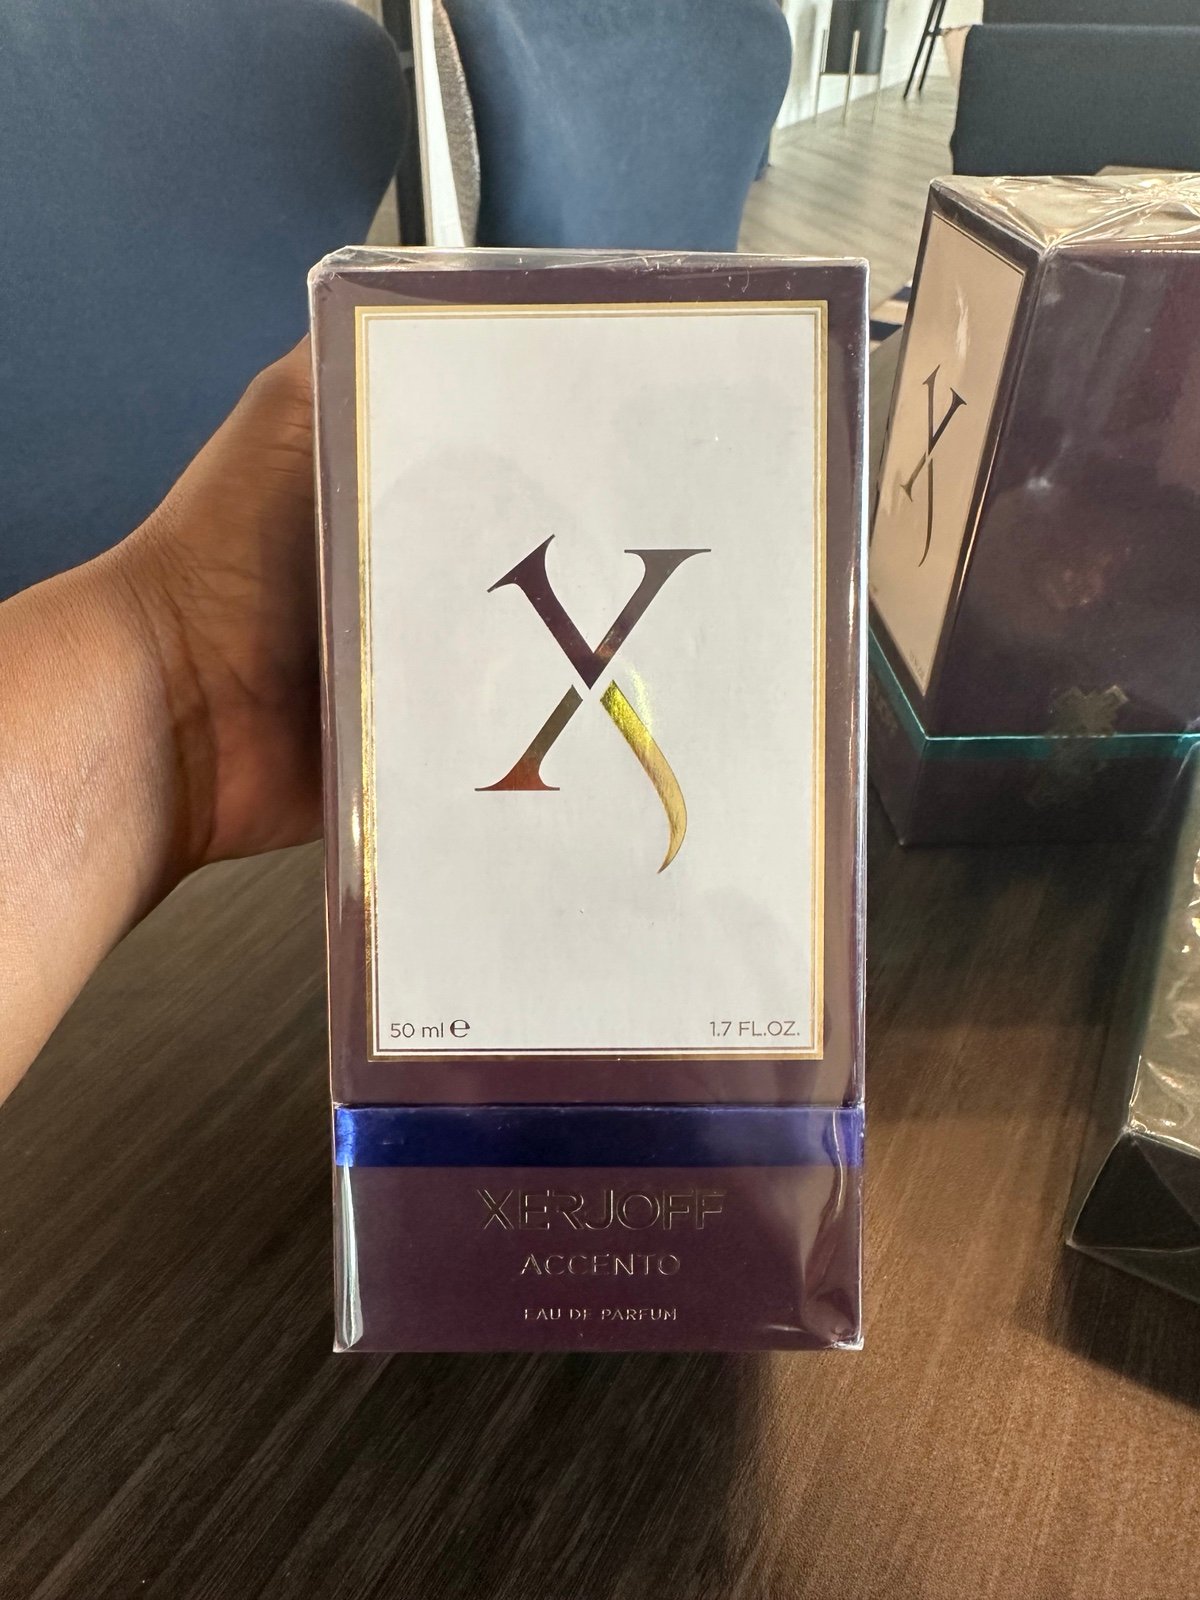 X
50 ml ℮
1.7 FL.OZ.
XERJOFF
ACCENTO
EAU DE PARFUM
X